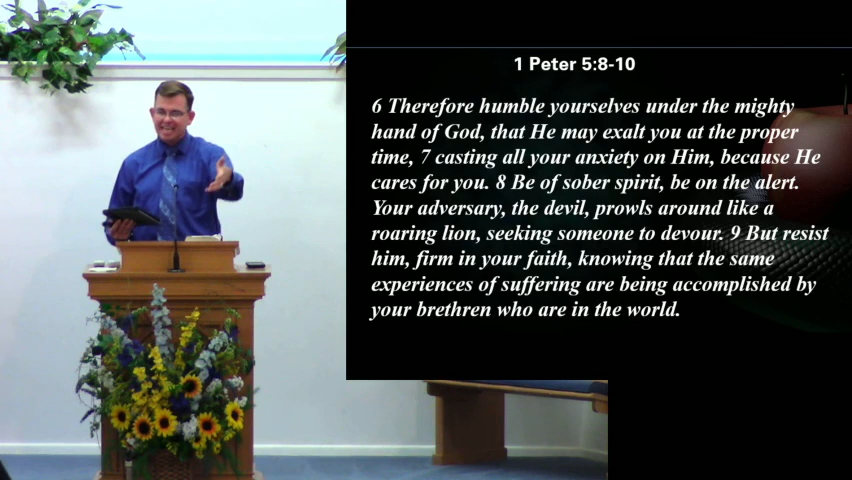 1 Peter 5:8-10
6 Therefore humble yourselves under the mighty
hand of God, that He may exalt you at the proper
time, 7 casting all your anxiety on Him, because He
cares for you. 8 Be of sober spirit, be on the alert.
Your adversary, the devil, prowls around like a
roaring lion, seeking someone to devour. 9 But resist
him, firm in your faith, knowing that the same
experiences of suffering are being accomplished by
your brethren who are in the world.